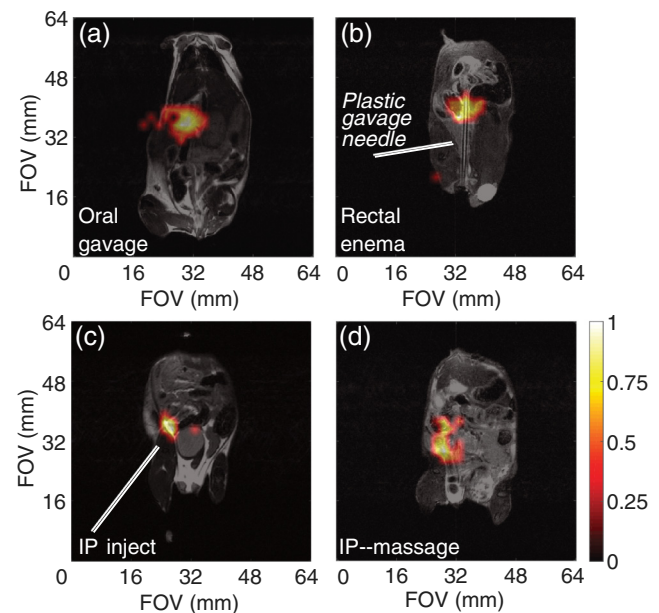 64
(a)
48
FOV (mm)
32
16
Oral
gavage
0
16
32
48
64
FOV (mm)
(b)
Plastic
gavage
needle
Rectal
enema
0
16
32
48
64
FOV (mm)
64
(c)
48
FOV (mm)
32
16
IP inject
0
16
32
48
64
FOV (mm)
(d)
IP--massage
0
16
32
48
64
FOV (mm)
1
0.75
0.5
0.25
0